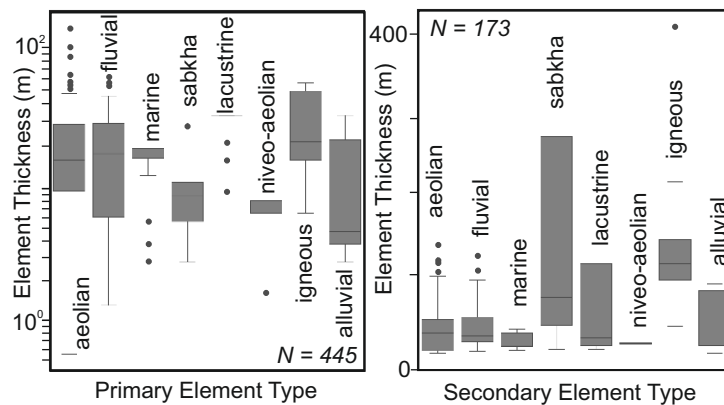 Element Thickness (m)
10²
10⁰
aeolian
fluvial
marine
sabkha
lacustrine
niveo-aeolian
igneous
alluvial
N = 445
Primary Element Type
Element Thickness (m)
400
0
N = 173
aeolian
fluvial
marine
sabkha
lacustrine
niveo-aeolian
igneous
alluvial
Secondary Element Type